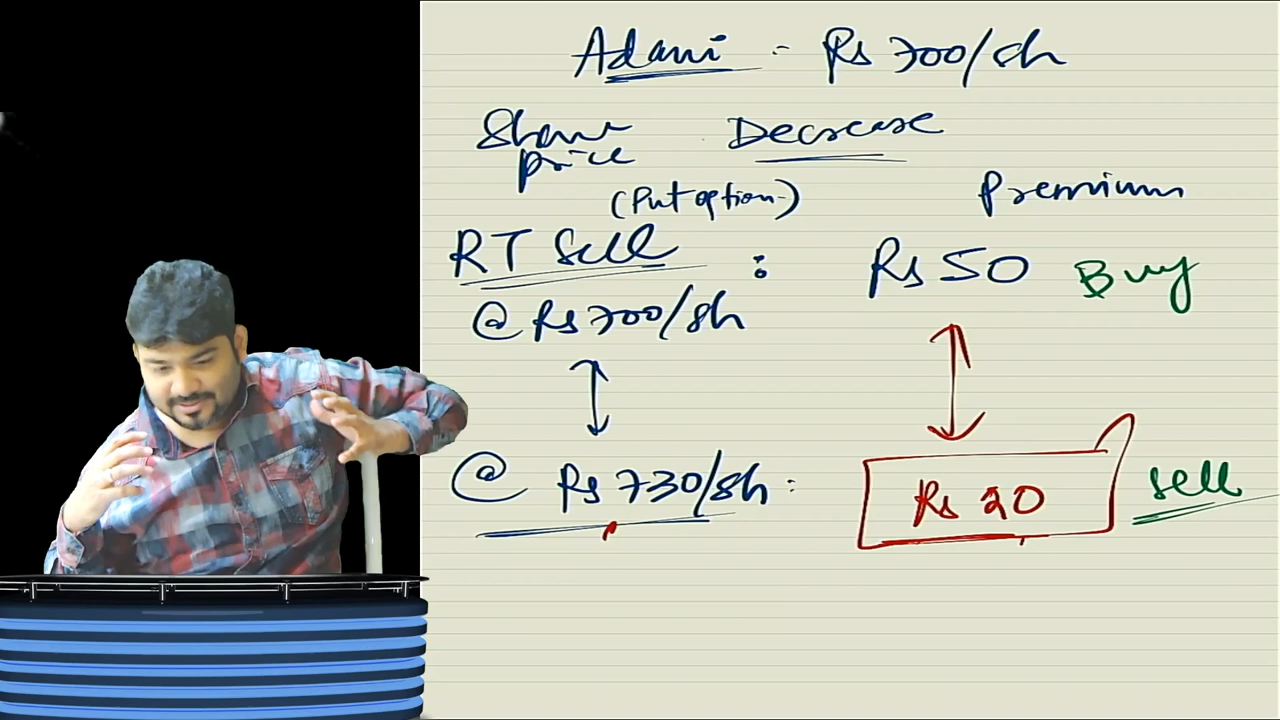 Adani - Rs 700/sh
Share price Decrease
(Put option) Premium
RT Sell : Rs 50 Buy
@ Rs 700/sh
@ Rs 730/sh : Rs 20 Sell